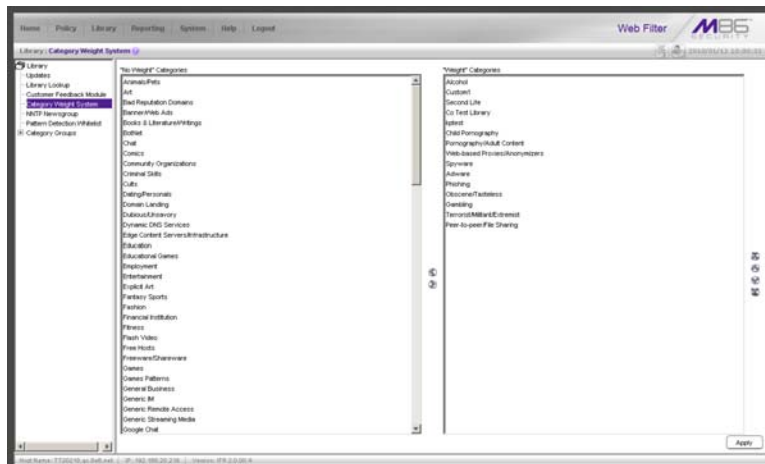 Home Policy Library Reporting System Help Logout
Web Filter M86 SECURITY
Library : Category Weight System
Library
Updates
Library Lookup
Customer Feedback Module
Category Weight System
NNTP Newsgroup
Pattern Detection Whitelist
Category Groups
"No Weight" Categories
Animals/Pets
Art
Bad Reputation Domains
Banner/Web Ads
Books & Literature/Writings
BotNet
Chat
Comics
Community Organizations
Criminal Skills
Cults
Dating/Personals
Domain Landing
Dubious/Unsavory
Dynamic DNS Services
Edge Content Servers/Infrastructure
Education
Educational Games
Employment
Entertainment
Explicit Art
Fantasy Sports
Fashion
Financial Institution
Fitness
Flash Video
Free Hosts
Freeware/Shareware
Games
Games Patterns
General Business
Generic IM
Generic Remote Access
Generic Streaming Media
Google Chat
"Weight" Categories
Alcohol
Custom1
Second Life
Co Test Library
kptest
Child Pornography
Pornography/Adult Content
Web-based Proxies/Anonymizers
Spyware
Adware
Phishing
Obscene/Tasteless
Gambling
Terrorist/Militant/Extremist
Peer-to-peer/File Sharing
Apply